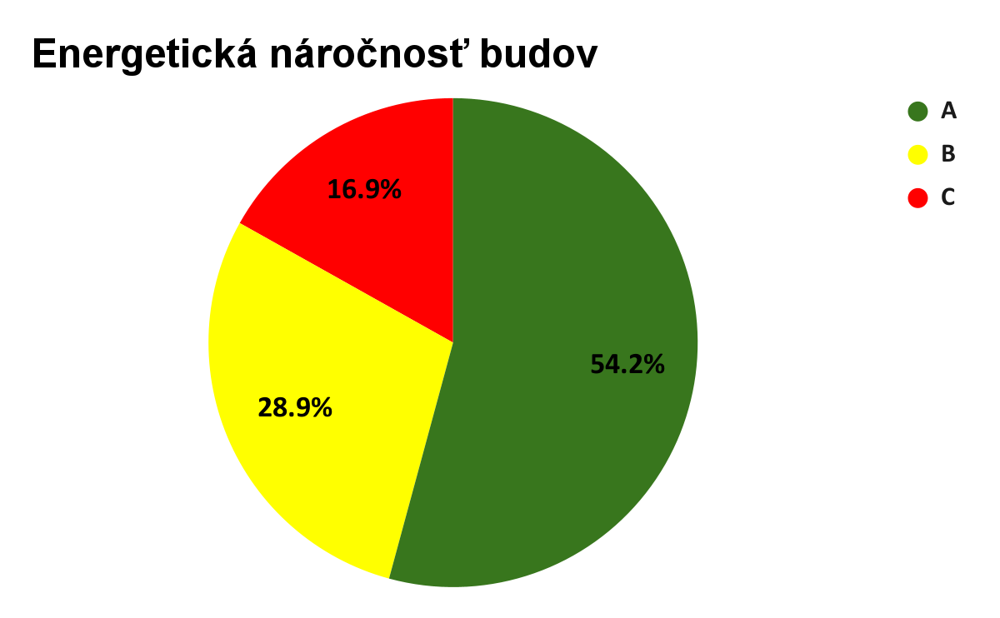 Energetická náročnosť budov
A
B
C
16.9%
54.2%
28.9%